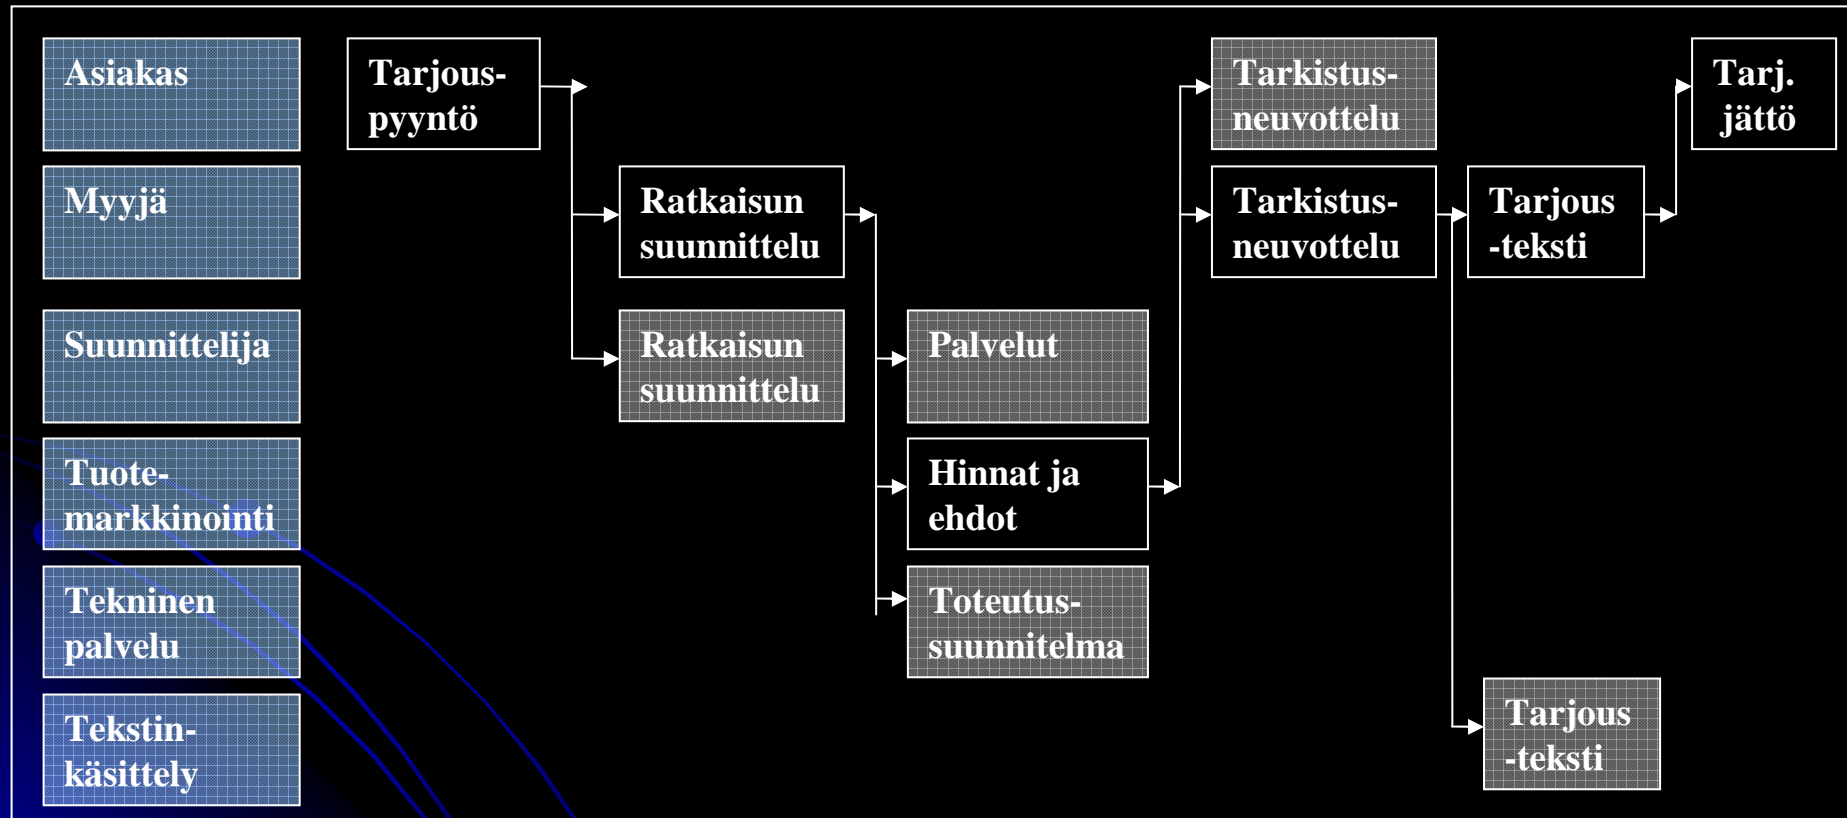 Asiakas
Tarjous-
pyyntö
Tarkistus-
neuvottelu
Tarj.
jättö
Myyjä
Ratkaisun
suunnittelu
Tarkistus-
neuvottelu
Tarjous
-teksti
Suunnittelija
Ratkaisun
suunnittelu
Palvelut
Tuote-
markkinointi
Hinnat ja
ehdot
Tekninen
palvelu
Toteutus-
suunnitelma
Tekstin-
käsittely
Tarjous
-teksti